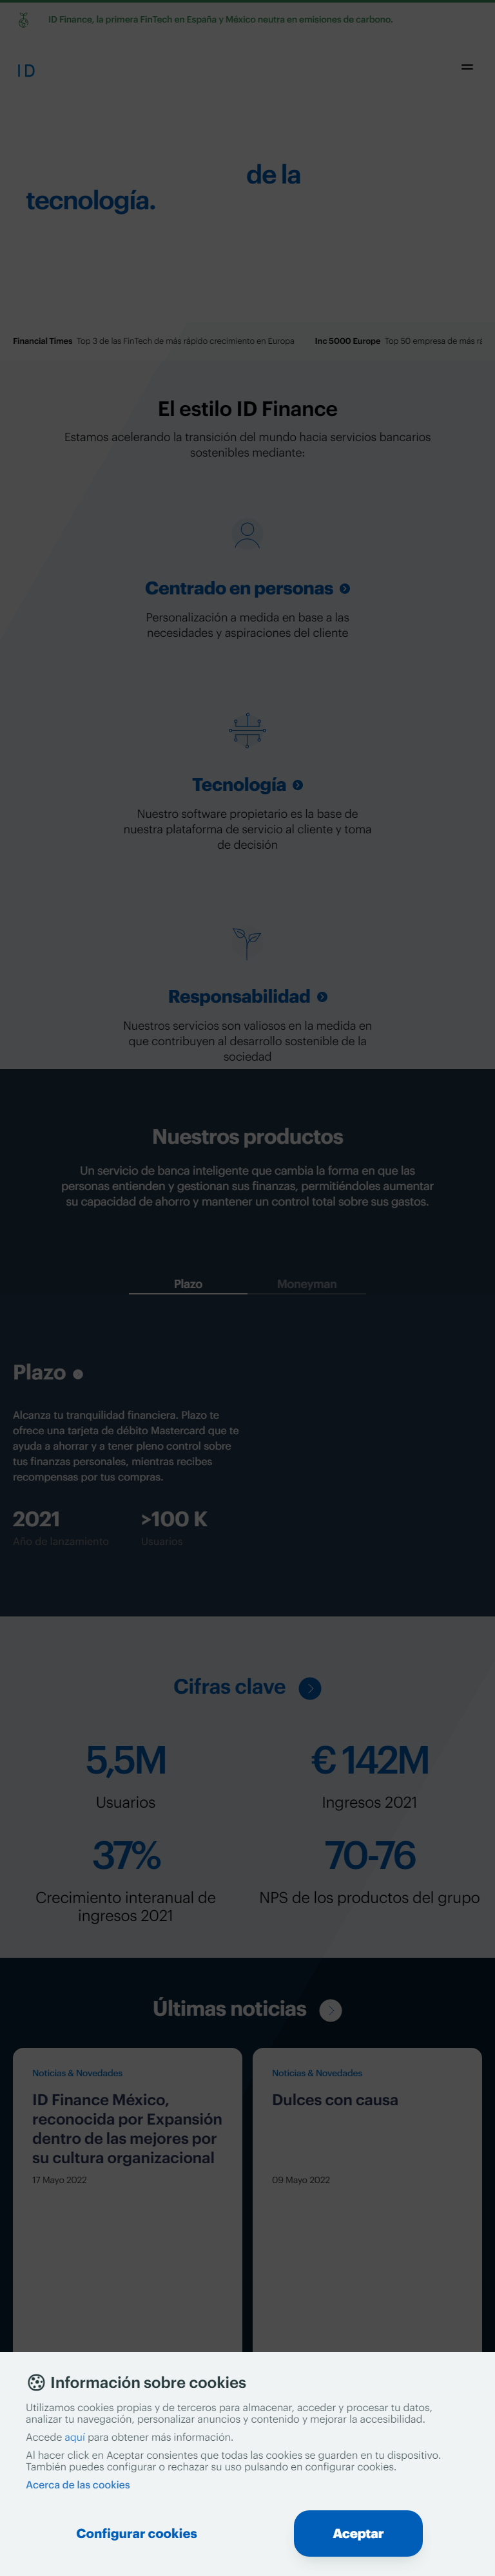 ID Finance, la primera FinTech en España y México neutra en emisiones de carbono.
ID
de la
tecnología.
Financial Times Top 3 de las FinTech de más rápido crecimiento en Europa Inc 5000 Europe Top 50 empresa de más
El estilo ID Finance
Estamos acelerando la transición del mundo hacia servicios bancarios
sostenibles mediante:
Centrado en personas
Personalización a medida en base a las
necesidades y aspiraciones del cliente
Tecnología
Nuestro software propietario es la base de
nuestra plataforma de servicio al cliente y toma
de decisión
Responsabilidad
Nuestros servicios son valiosos en la medida en
que contribuyen al desarrollo sostenible de la
sociedad
Nuestros productos
Un servicio de banca inteligente que cambia la forma en que las
personas entienden y gestionan sus finanzas, permitiéndoles aumentar
su capacidad de ahorro y mantener un control total sobre sus gastos.
Plazo Moneyman
Plazo
Alcanza tu tranquilidad financiera. Plazo te
ofrece una tarjeta de débito Mastercard que te
ayuda a ahorrar y a tener pleno control sobre
tus finanzas personales, mientras recibes
recompensas por tus compras.
2021 >100 K
Año de lanzamiento Usuarios
Cifras clave
5,5M € 142M
Usuarios Ingresos 2021
37% 70-76
Crecimiento interanual de
ingresos 2021
NPS de los productos del grupo
Últimas noticias
Noticias & Novedades
ID Finance México,
reconocida por Expansión
dentro de las mejores por
su cultura organizacional
17 Mayo 2022
Noticias & Novedades
Dulces con causa
09 Mayo 2022
Información sobre cookies
Utilizamos cookies propias y de terceros para almacenar, acceder y procesar tu datos,
analizar tu navegación, personalizar anuncios y contenido y mejorar la accesibilidad.
Accede aquí para obtener más información.
Al hacer click en Aceptar consientes que todas las cookies se guarden en tu dispositivo.
También puedes configurar o rechazar su uso pulsando en configurar cookies.
Acerca de las cookies
Configurar cookies Aceptar